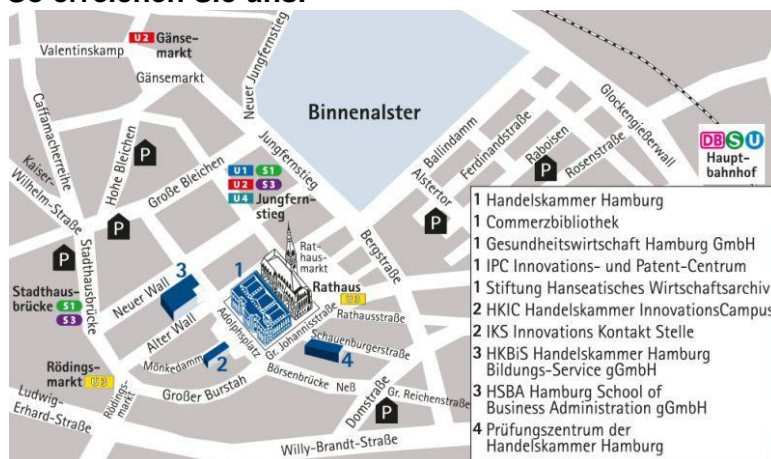 So erreichen Sie uns:
U2 Gänse-
markt
Valentinskamp
Gänsemarkt
Neuer Jungfernstieg
Binnenalster
Caffamacherreihe
Hohe Bleichen
Große Bleichen
Jungfernstieg
Kaiser-
Wilhelm-Straße
Ballindamm
Ferdinandstraße
Raboisen
Rosenstraße
Glockengießerwall
Alstertor
DB S U
Haupt-
bahnhof
P
P
P
P
P
P
U1 S1
U2 S3
U4 Jungfern-
stieg
Bergstraße
Rat-
haus-
markt
Rathaus
U3
Rathausstraße
Stadthaus-
brücke S1
S3
Stadthausbrücke
Neuer Wall
3
1
Alter Wall
Adolphsplatz
Gr. Johannisstraße
Schauenburgerstraße
4
Mönkedamm
2
Rödings-
markt U3
Rödings-
markt
Großer Burstah
Börsenbrücke
Neß
Gr. Reichenstraße
Domstraße
Ludwig-
Erhard-Straße
Willy-Brandt-Straße
1 Handelskammer Hamburg
1 Commerzbibliothek
1 Gesundheitswirtschaft Hamburg GmbH
1 IPC Innovations- und Patent-Centrum
1 Stiftung Hanseatisches Wirtschaftsarchiv
2 HKIC Handelskammer InnovationsCampus
2 IKS Innovations Kontakt Stelle
3 HKBiS Handelskammer Hamburg
Bildungs-Service gGmbH
3 HSBA Hamburg School of
Business Administration gGmbH
4 Prüfungszentrum der
Handelskammer Hamburg